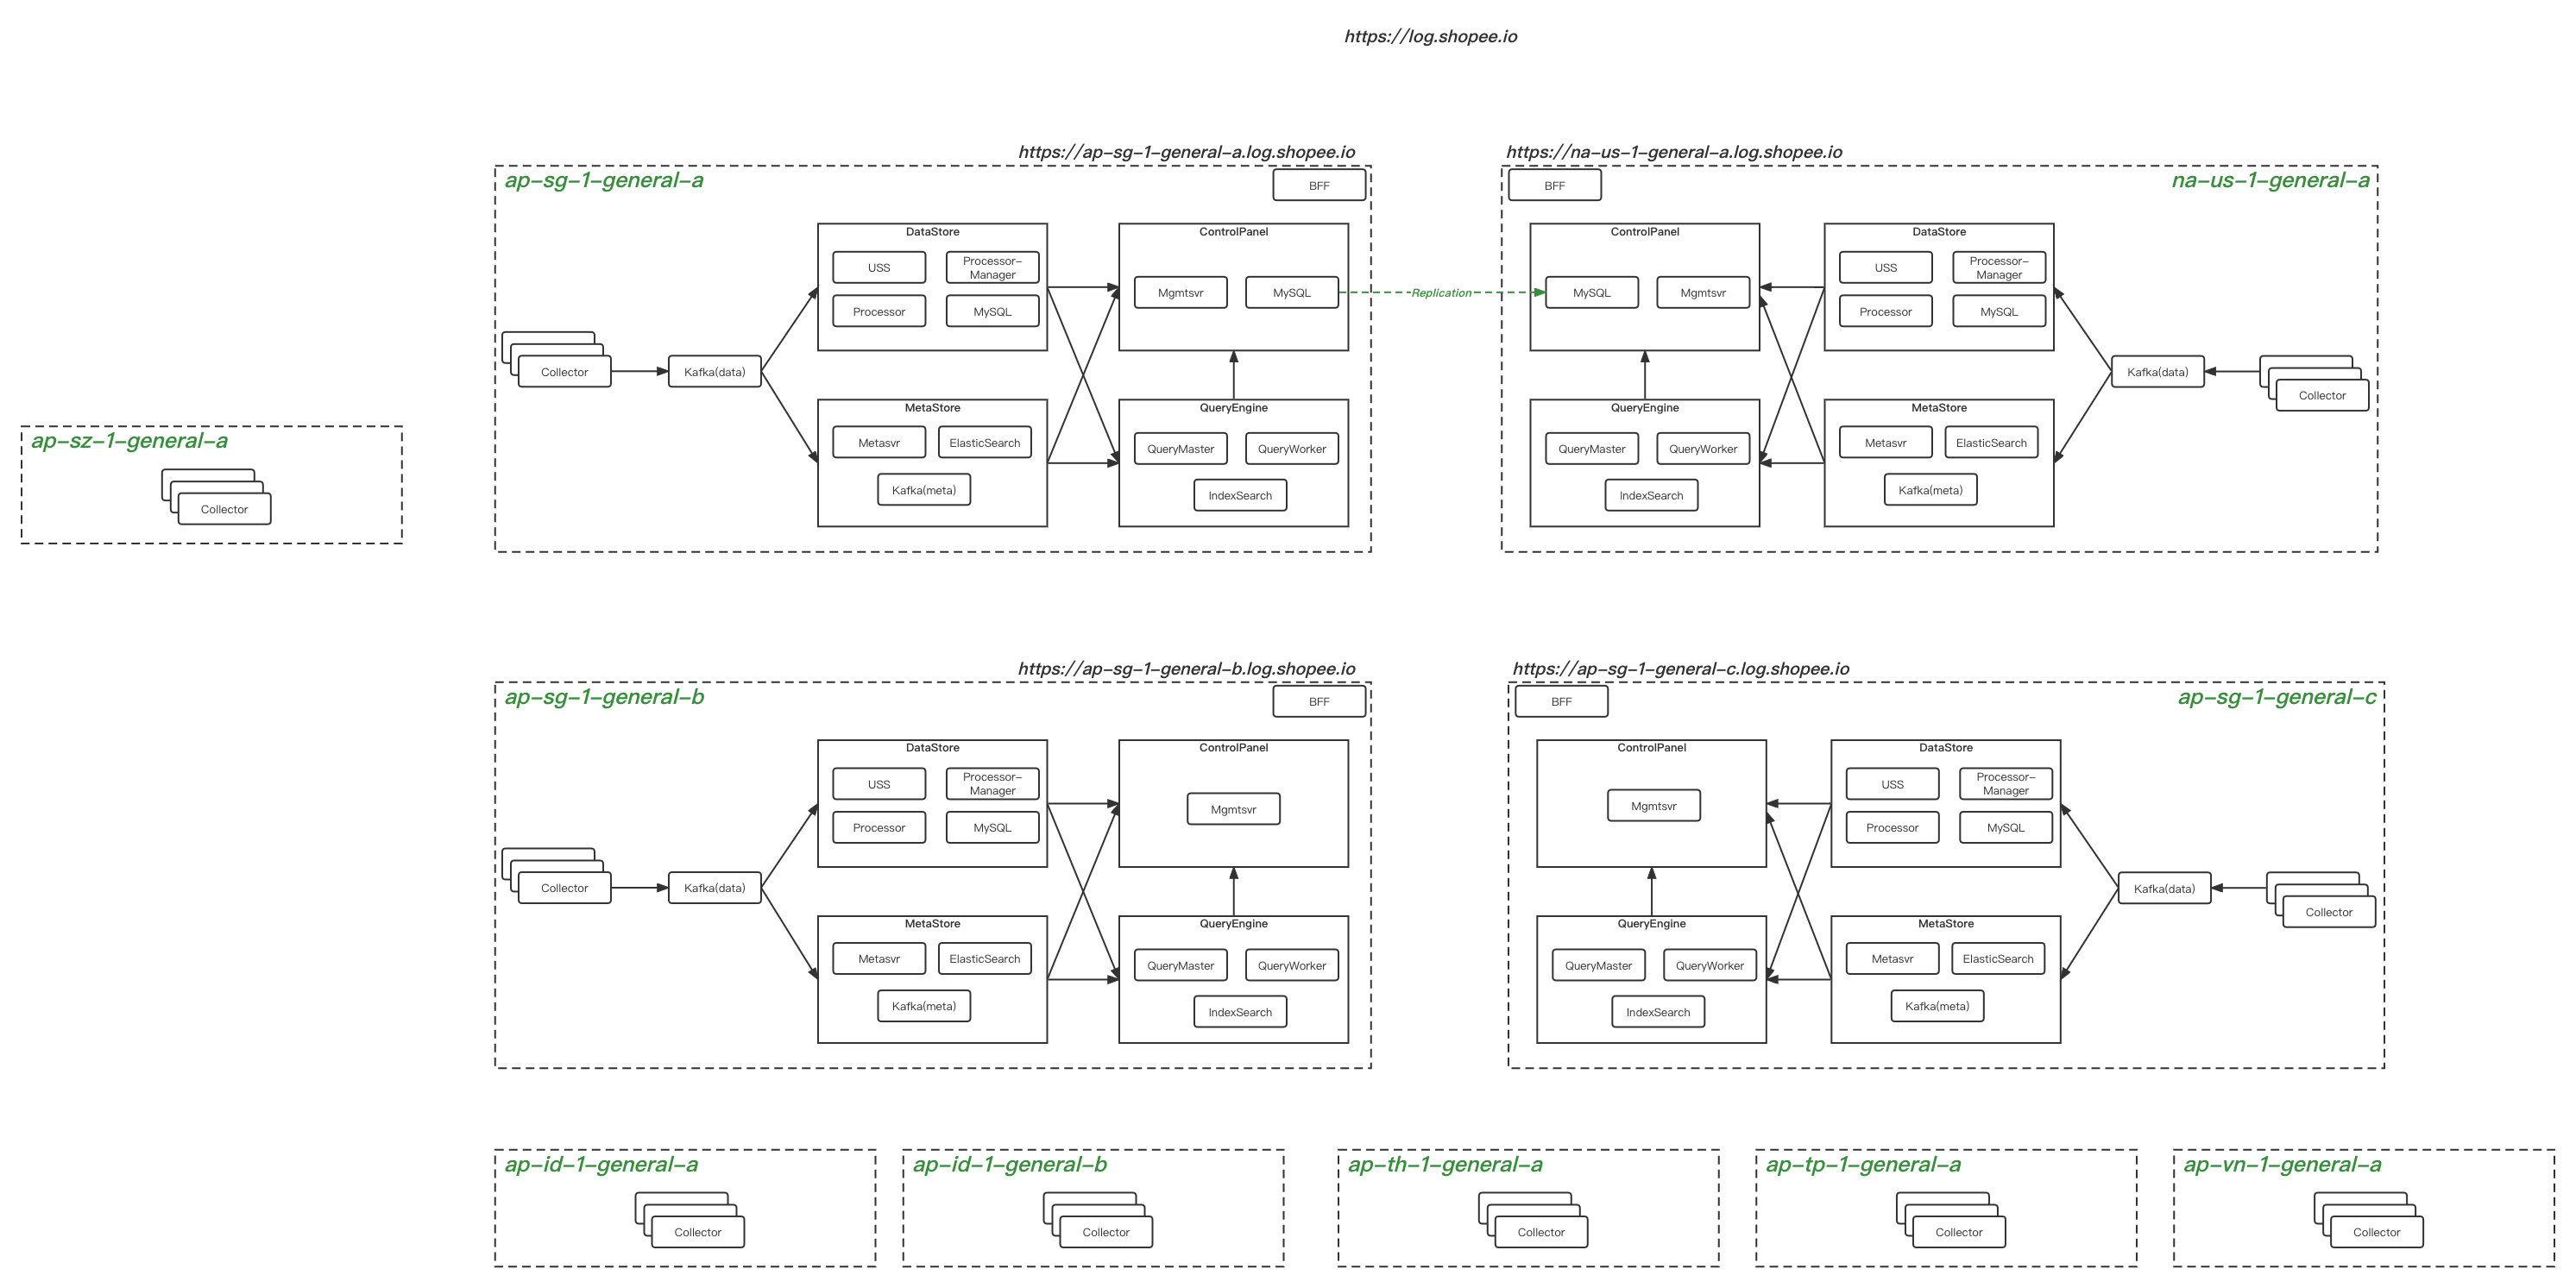 https://log.shopee.io
https://ap-sg-1-general-a.log.shopee.io
ap-sg-1-general-a
BFF
DataStore
USS
Processor-
Manager
Processor
MySQL
ControlPanel
Mgmtsvr
MySQL
Replication
Collector
Kafka(data)
MetaStore
Metasvr
ElasticSearch
Kafka(meta)
QueryEngine
QueryMaster
QueryWorker
IndexSearch
https://na-us-1-general-a.log.shopee.io
BFF
na-us-1-general-a
ControlPanel
MySQL
Mgmtsvr
DataStore
USS
Processor-
Manager
Processor
MySQL
Kafka(data)
Collector
QueryEngine
QueryMaster
QueryWorker
IndexSearch
MetaStore
Metasvr
ElasticSearch
Kafka(meta)
ap-sz-1-general-a
Collector
https://ap-sg-1-general-b.log.shopee.io
ap-sg-1-general-b
BFF
DataStore
USS
Processor-
Manager
Processor
MySQL
ControlPanel
Mgmtsvr
Collector
Kafka(data)
MetaStore
Metasvr
ElasticSearch
Kafka(meta)
QueryEngine
QueryMaster
QueryWorker
IndexSearch
https://ap-sg-1-general-c.log.shopee.io
BFF
ap-sg-1-general-c
ControlPanel
Mgmtsvr
DataStore
USS
Processor-
Manager
Processor
MySQL
Kafka(data)
Collector
QueryEngine
QueryMaster
QueryWorker
IndexSearch
MetaStore
Metasvr
ElasticSearch
Kafka(meta)
ap-id-1-general-a
Collector
ap-id-1-general-b
Collector
ap-th-1-general-a
Collector
ap-tp-1-general-a
Collector
ap-vn-1-general-a
Collector